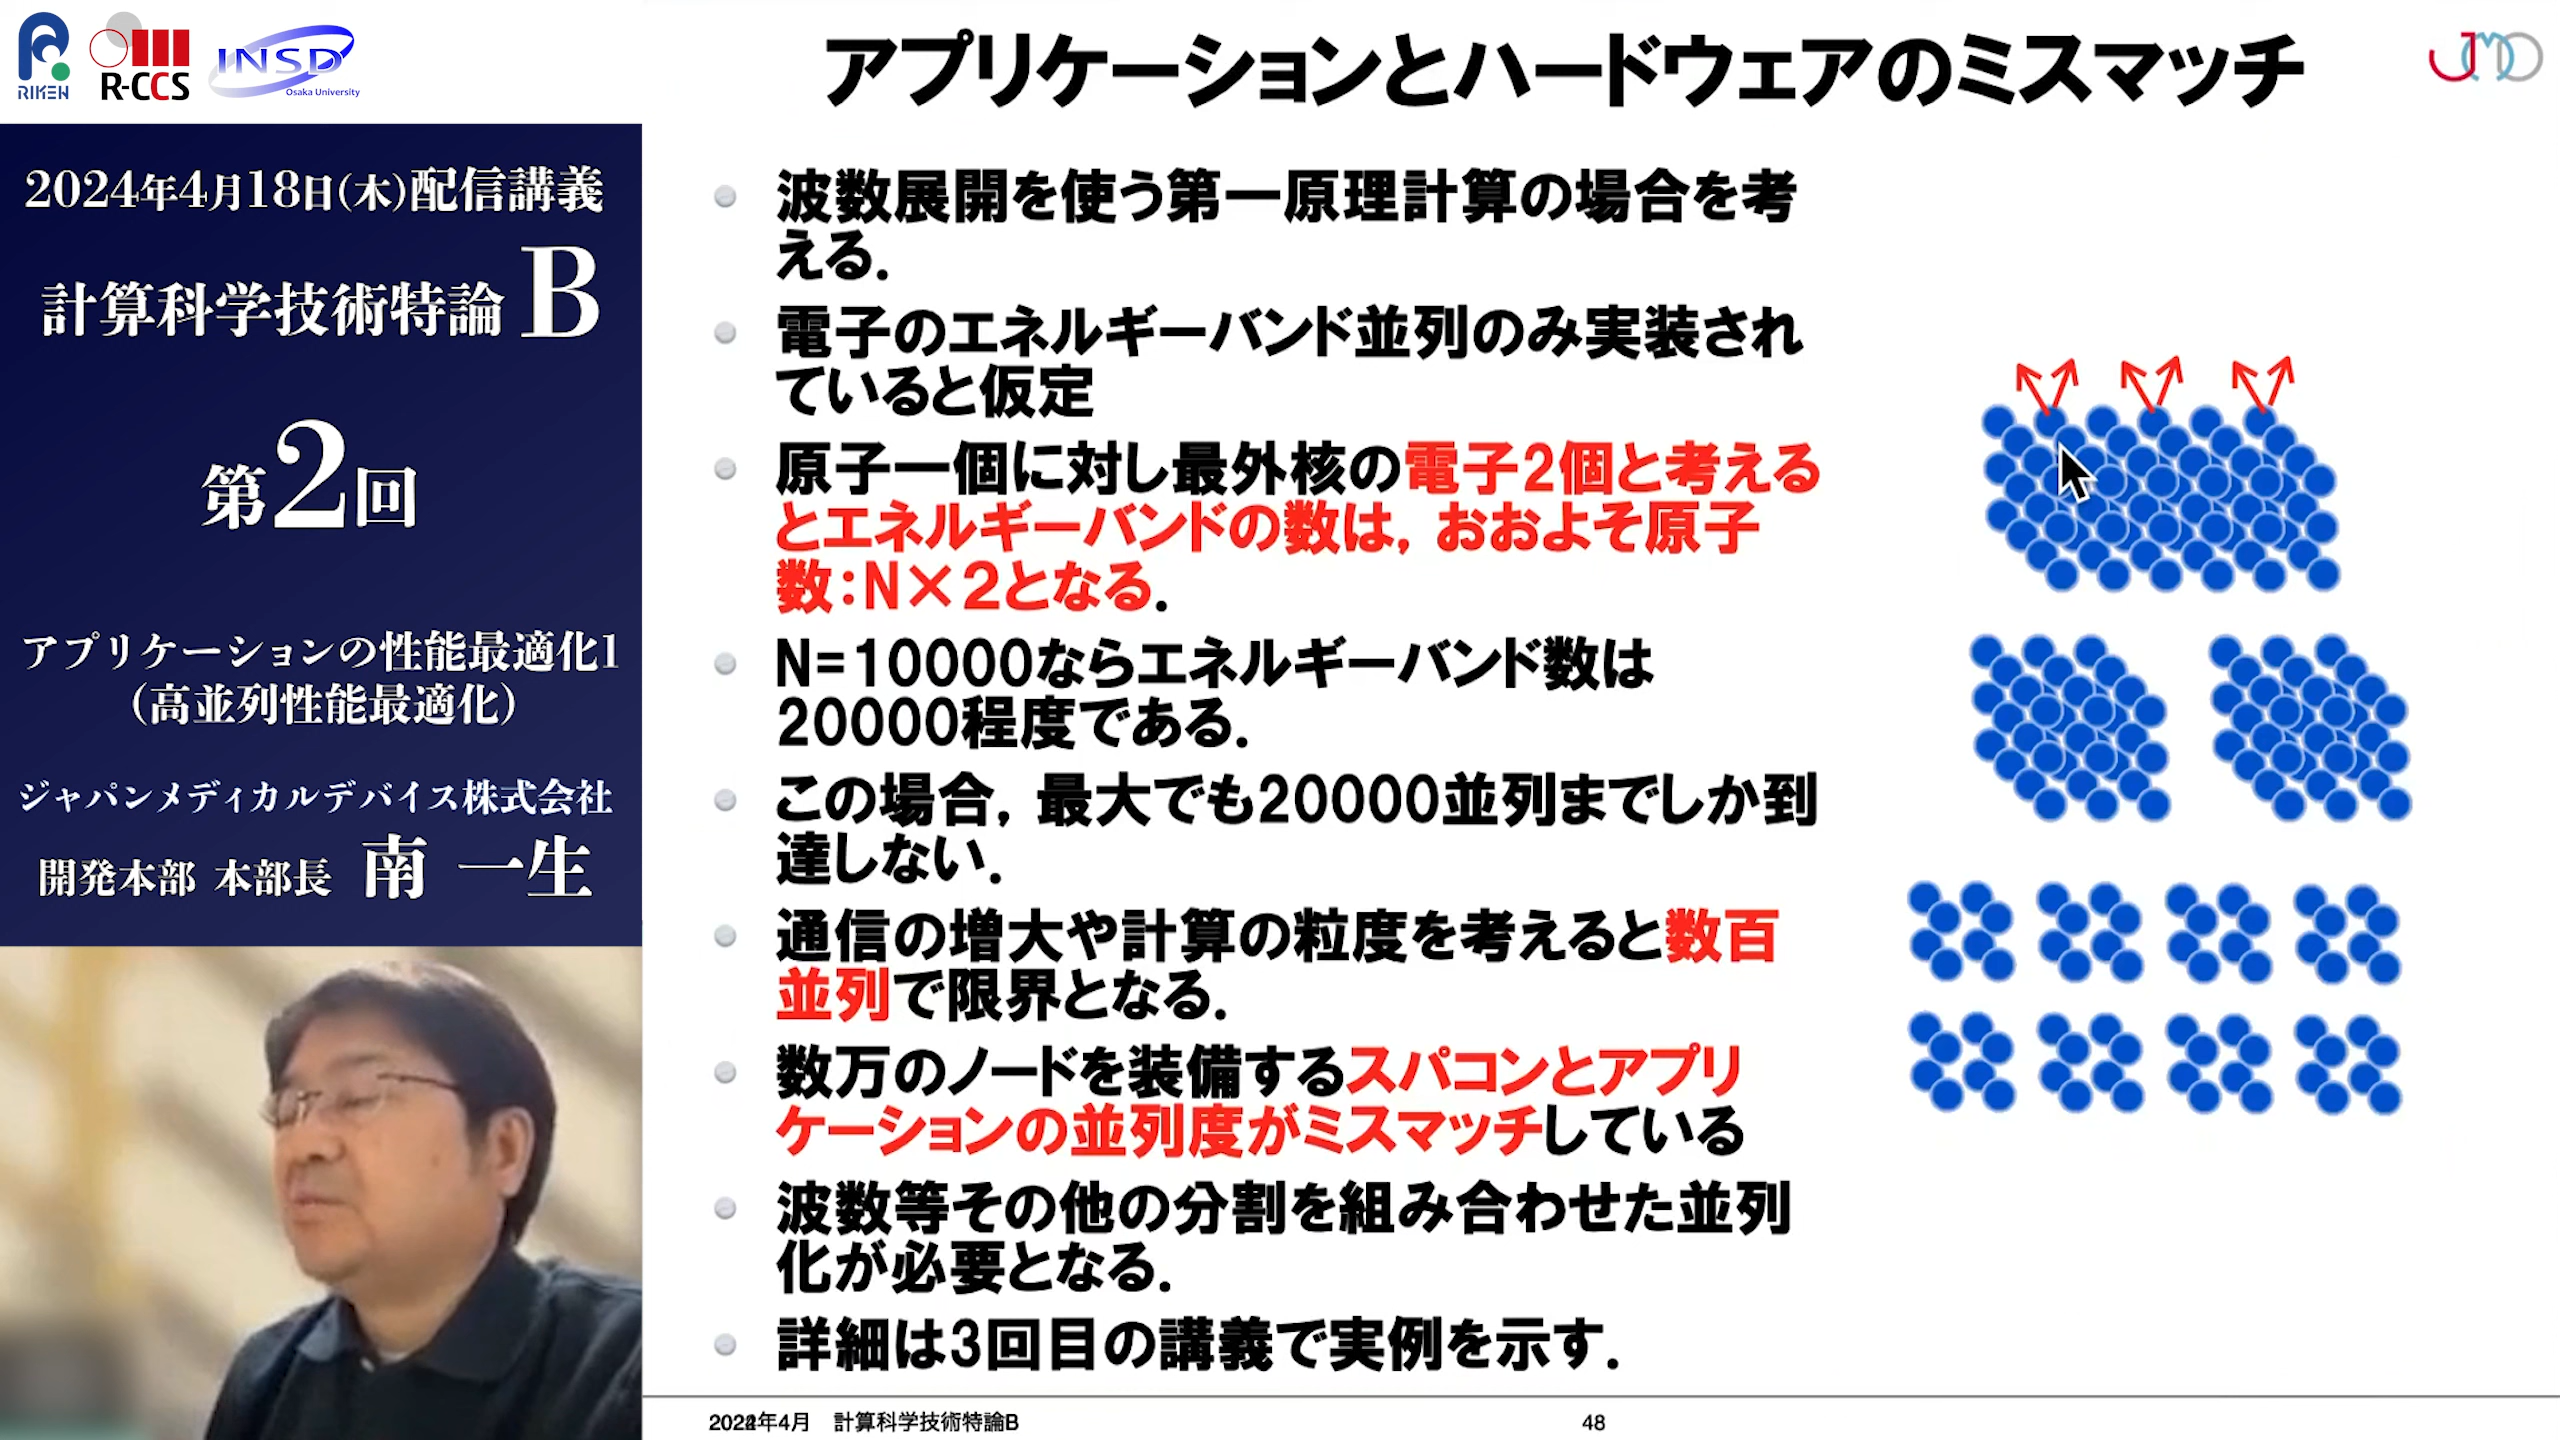 RIKEN
R-CCS
INSD
Osaka University
2024年4月18日(木)配信講義
計算科学技術特論 B
第2回
アプリケーションの性能最適化1
(高並列性能最適化)
ジャパンメディカルデバイス株式会社
開発本部 本部長 南 一生
アプリケーションとハードウェアのミスマッチ
波数展開を使う第一原理計算の場合を考
える.
電子のエネルギーバンド並列のみ実装され
ていると仮定
原子一個に対し最外核の電子2個と考える
とエネルギーバンドの数は, おおよそ原子
数:N×2となる.
N=10000ならエネルギーバンド数は
20000程度である.
この場合, 最大でも20000並列までしか到
達しない.
通信の増大や計算の粒度を考えると数百
並列で限界となる.
数万のノードを装備するスパコンとアプリ
ケーションの並列度がミスマッチしている
波数等その他の分割を組み合わせた並列
化が必要となる.
詳細は3回目の講義で実例を示す.
年4月 計算科学技術特論B
48